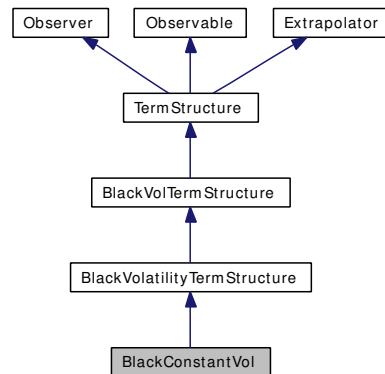 Observer Observable Extrapolator
TermStructure
BlackVolTermStructure
BlackVolatilityTermStructure
BlackConstantVol